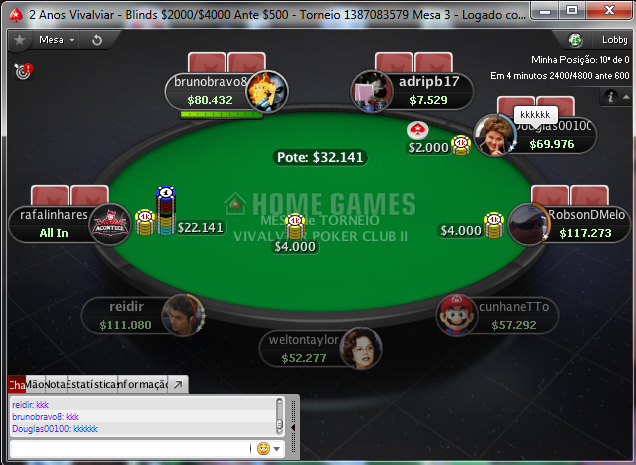 2 Anos Vivalviar - Blinds $2000/$4000 Ante $500 - Torneio 1387083579 Mesa 3 - Logado co...
Mesa
Lobby
Minha Posição: 10ª de 0
Em 4 minutos 2400/4800 ante 600
brunobravo8
$80.432
adripb17
$7.529
kkkkkk
Douglas00100
$69.976
$2.000
Pote: $32.141
rafalinhares
All In
$22.141
HOME GAMES
MESA de TORNEIO
VIVALVIAR POKER CLUB II
$4.000
$4.000
RobsonDMelo
$117.273
reidir
$111.080
weltontaylor
$52.277
cunhaneTTo
$57.292
Cha Mãos Nota Estatísticas Informação
reidir: kkk
brunobravo8: kkk
Douglas00100: kkkkkk